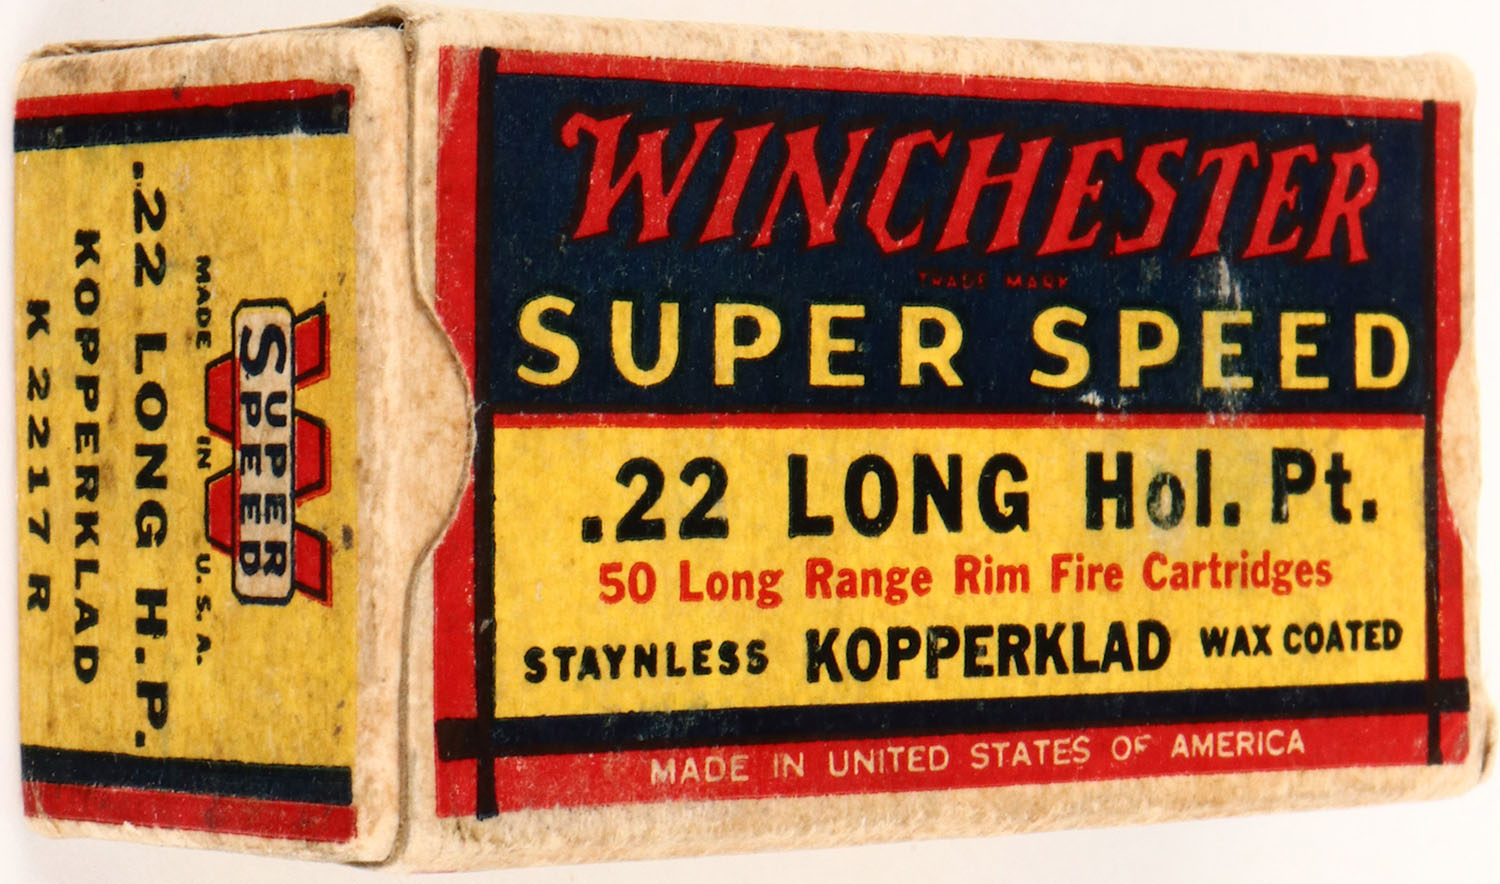 WINCHESTER
TRADE MARK
SUPER SPEED
.22 LONG Hol. Pt.
50 Long Range Rim Fire Cartridges
STAYNLESS KOPPERKLAD WAX COATED
MADE IN UNITED STATES OF AMERICA
SUPER
SPEED
MADE IN U.S.A.
.22 LONG H.P.
KOPPERKLAD
K2217R